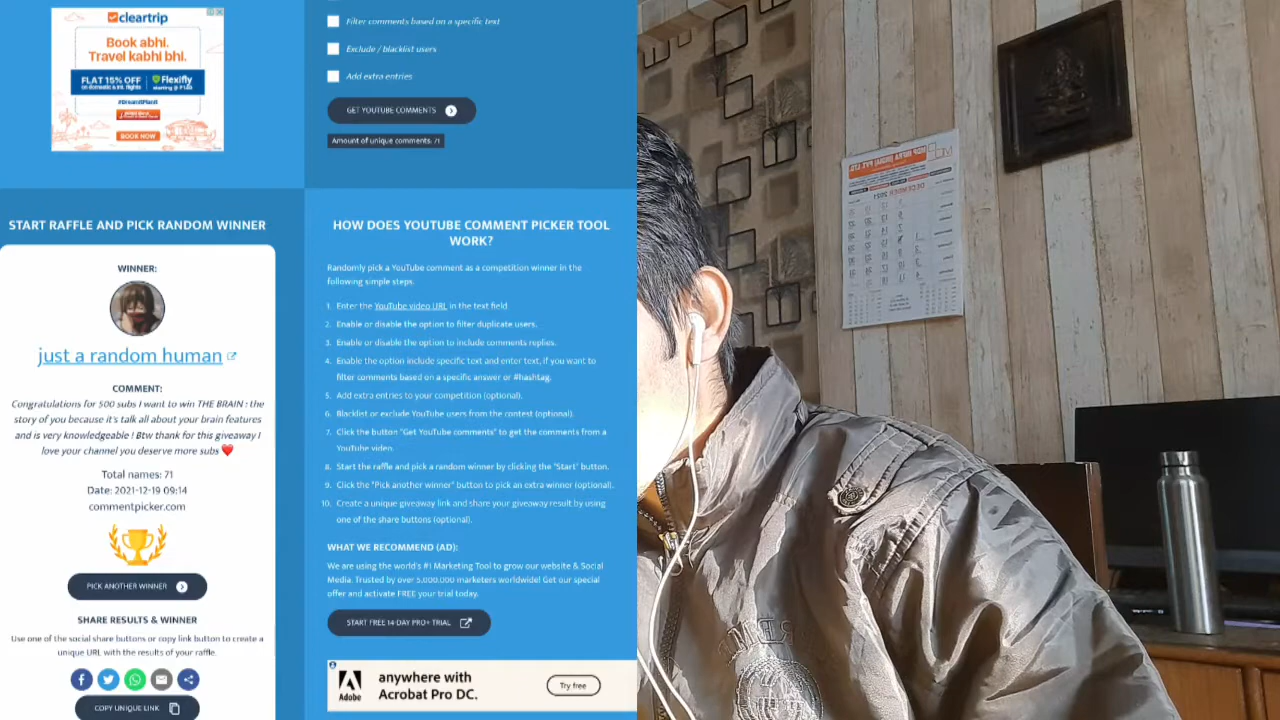 cleartrip
Book abhi.
Travel kabhi bhi.
FLAT 15% OFF
on domestic & int. flights
Flexifly
BOOK NOW
Filter comments based on a specific text
Exclude / blacklist users
Add extra entries
GET YOUTUBE COMMENTS
Amount of unique comments: 71
START RAFFLE AND PICK RANDOM WINNER
WINNER:
just a random human
COMMENT:
Congratulations for 500 subs I want to win THE BRAIN : the
story of you because it's talk all about your brain features
and is very knowledgeable ! Btw thank for this giveaway I
love your channel you deserve more subs ❤️
Total names: 71
Date: 2021-12-19 09:14
commentpicker.com
PICK ANOTHER WINNER
SHARE RESULTS & WINNER
Use one of the social share buttons or copy link button to create a
unique URL with the results of your raffle.
COPY UNIQUE LINK
HOW DOES YOUTUBE COMMENT PICKER TOOL
WORK?
Randomly pick a YouTube comment as a competition winner in the
following simple steps.
1. Enter the YouTube video URL in the text field.
2. Enable or disable the option to filter duplicate users.
3. Enable or disable the option to include comments replies.
4. Enable the option include specific text and enter text, if you want to
filter comments based on a specific answer or #hashtag.
5. Add extra entries to your competition (optional).
6. Blacklist or exclude YouTube users from the contest (optional).
7. Click the button "Get YouTube comments" to get the comments from a
YouTube video.
8. Start the raffle and pick a random winner by clicking the "Start" button.
9. Click the "Pick another winner" button to pick an extra winner (optional).
10. Create a unique giveaway link and share your giveaway result by using
one of the share buttons (optional).
WHAT WE RECOMMEND (AD):
We are using the world's #1 Marketing Tool to grow our website & Social
Media. Trusted by over 5.000.000 marketers worldwide! Get our special
offer and activate FREE your trial today.
START FREE 14-DAY PRO+ TRIAL
Adobe
anywhere with
Acrobat Pro DC.
Try free
DECEMBER 2021